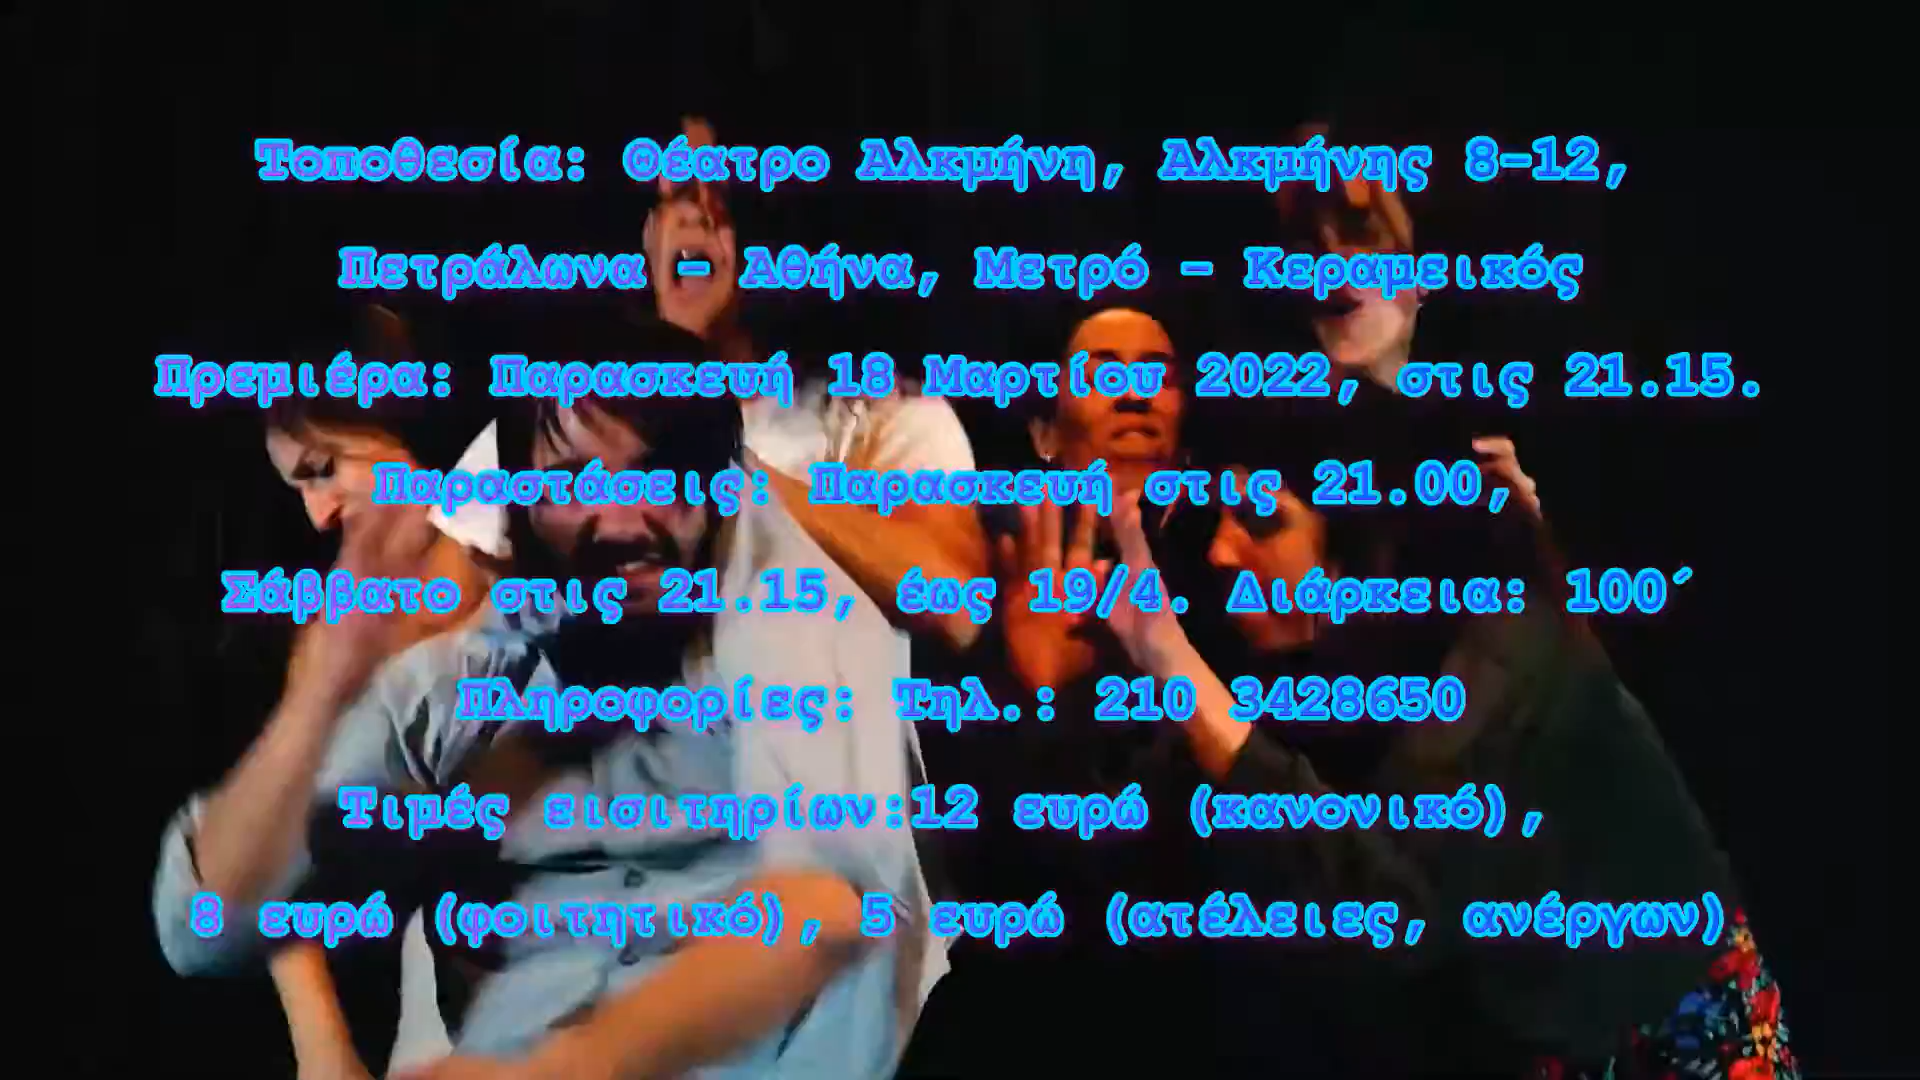 Τοποθεσία: Θέατρο Αλκμήνη, Αλκμήνης 8-12,
Πετράλωνα - Αθήνα, Μετρό - Κεραμεικός
Πρεμιέρα: Παρασκευή 18 Μαρτίου 2022, στις 21.15.
Παραστάσεις: Παρασκευή στις 21.00,
Σάββατο στις 21.15, έως 19/4. Διάρκεια: 100΄
Πληροφορίες: Τηλ.: 210 3428650
Τιμές εισιτηρίων:12 ευρώ (κανονικό),
8 ευρώ (φοιτητικό), 5 ευρώ (ατέλειες, ανέργων)